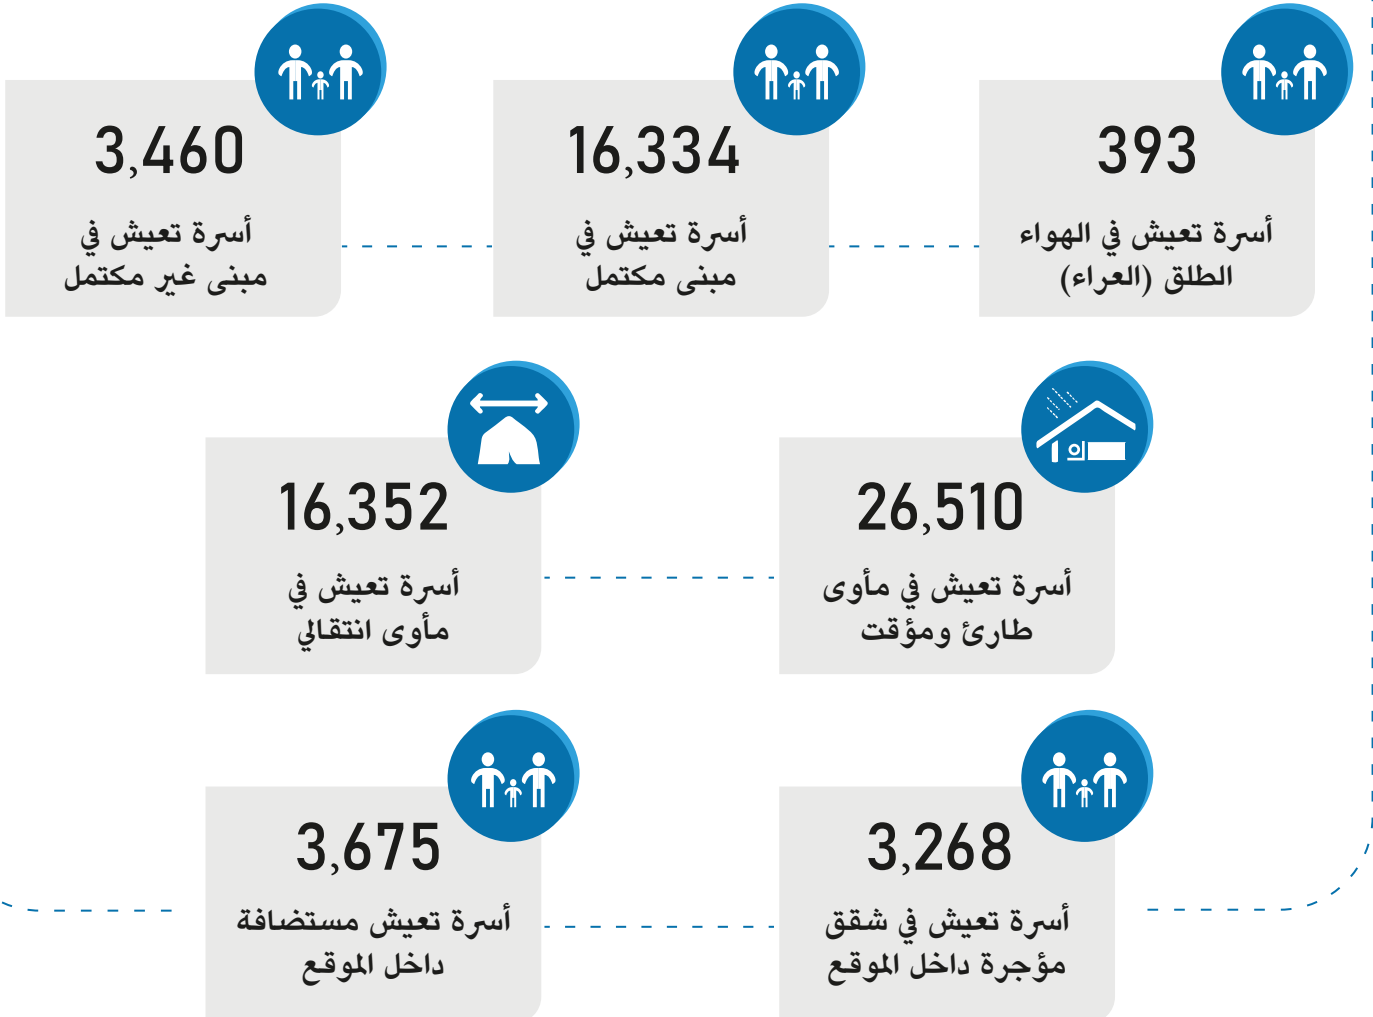 393
أسرة تعيش في الهواء
الطلق (العراء)
16,334
أسرة تعيش في
مبنى مكتمل
3,460
أسرة تعيش في
مبنى غير مكتمل
26,510
أسرة تعيش في مأوى
طارئ ومؤقت
16,352
أسرة تعيش في
مأوى انتقالي
3,268
أسرة تعيش في شقق
مؤجرة داخل الموقع
3,675
أسرة تعيش مستضافة
داخل الموقع